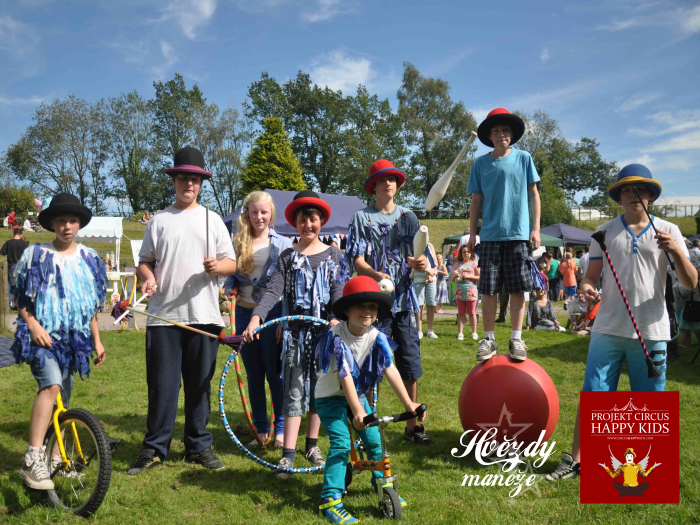 Hvězdy
manéže
PROJEKT CIRCUS
HAPPY KIDS